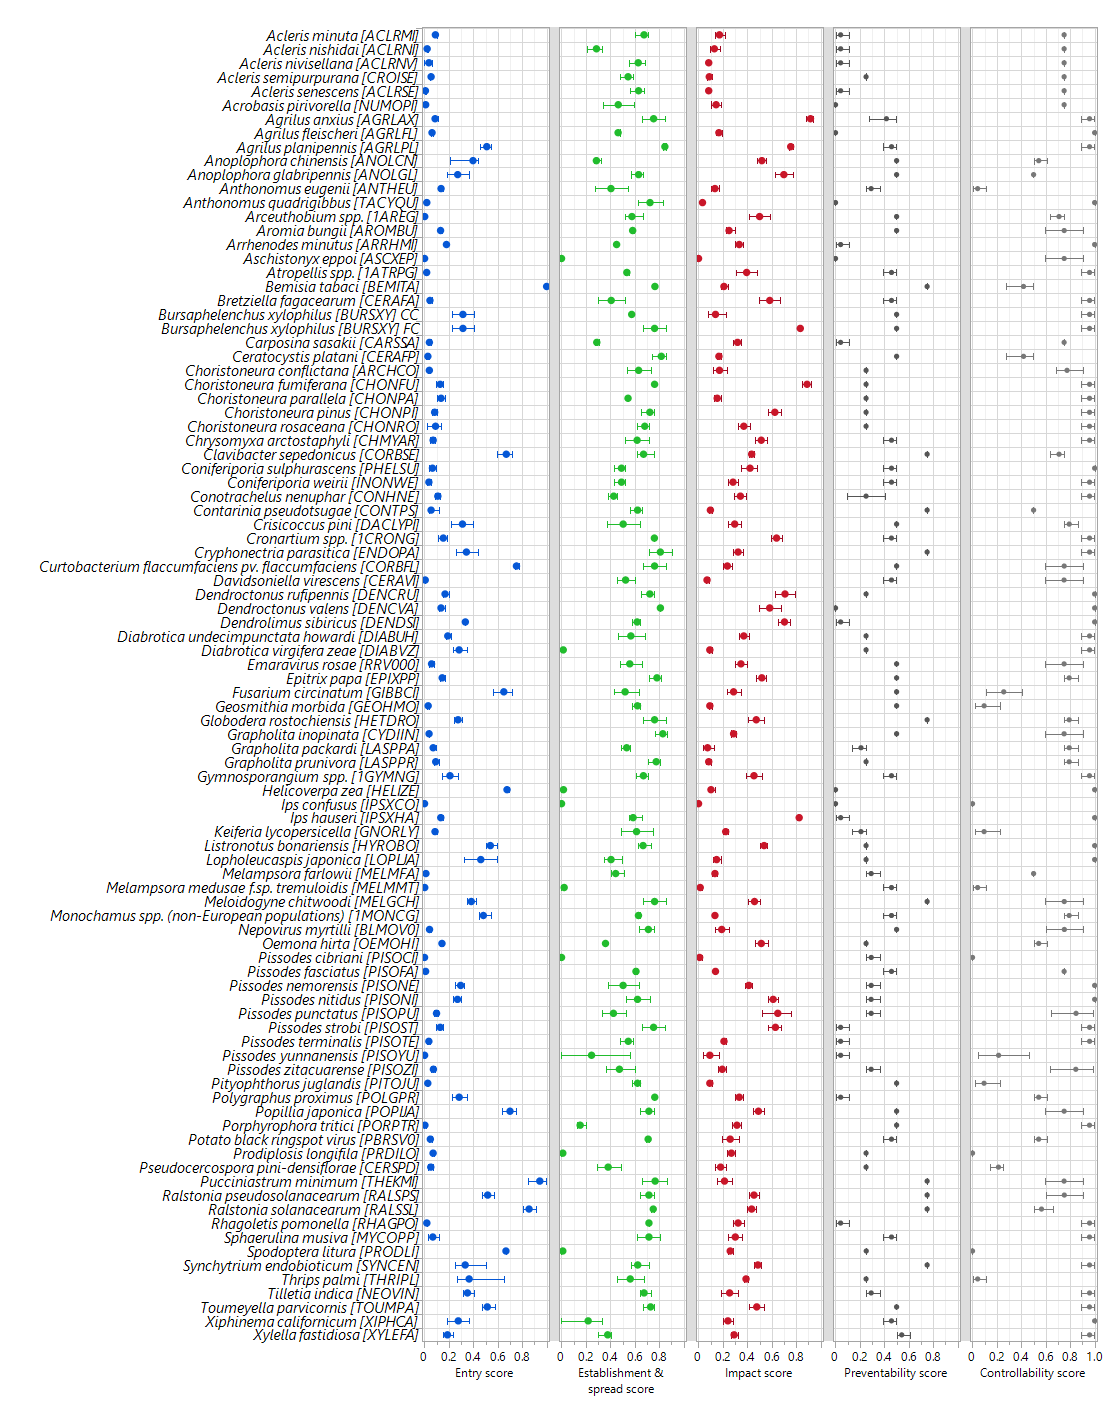 Acleris minuta [ACLRMI]
Acleris nishidai [ACLRNI]
Acleris nivisellana [ACLRNV]
Acleris semipurpurana [CROISE]
Acleris senescens [ACLRSE]
Acrobasis pirivorella [NUMOPI]
Agrilus anxius [AGRLAX]
Agrilus fleischeri [AGRLFL]
Agrilus planipennis [AGRLPL]
Anoplophora chinensis [ANOLCN]
Anoplophora glabripennis [ANOLGL]
Anthonomus eugenii [ANTHEU]
Anthonomus quadrigibbus [TACYQU]
Arceuthobium spp. [1AREG]
Aromia bungii [AROMBU]
Arrhenodes minutus [ARRHMI]
Aschistonyx eppoi [ASCXEP]
Atropellis spp. [1ATRPG]
Bemisia tabaci [BEMITA]
Bretziella fagacearum [CERAFA]
Bursaphelenchus xylophilus [BURSXY] CC
Bursaphelenchus xylophilus [BURSXY] FC
Carposina sasakii [CARSSA]
Ceratocystis platani [CERAFP]
Choristoneura conflictana [ARCHCO]
Choristoneura fumiferana [CHONFU]
Choristoneura parallela [CHONPA]
Choristoneura pinus [CHONPI]
Choristoneura rosaceana [CHONRO]
Chrysomyxa arctostaphyli [CHMYAR]
Clavibacter sepedonicus [CORBSE]
Coniferiporia sulphurascens [PHELSU]
Coniferiporia weirii [INONWE]
Conotrachelus nenuphar [CONHNE]
Contarinia pseudotsugae [CONTPS]
Crisicoccus pini [DACLYPI]
Cronartium spp. [1CRONG]
Cryphonectria parasitica [ENDOPA]
Curtobacterium flaccumfaciens pv. flaccumfaciens [CORBFL]
Davidsoniella virescens [CERAVI]
Dendroctonus rufipennis [DENCRU]
Dendroctonus valens [DENCVA]
Dendrolimus sibiricus [DENDSI]
Diabrotica undecimpunctata howardi [DIABUH]
Diabrotica virgifera zeae [DIABVZ]
Emaravirus rosae [RRV000]
Epitrix papa [EPIXPP]
Fusarium circinatum [GIBBCI]
Geosmithia morbida [GEOHMO]
Globodera rostochiensis [HETDRO]
Grapholita inopinata [CYDIIN]
Grapholita packardi [LASPPA]
Grapholita prunivora [LASPPR]
Gymnosporangium spp. [1GYMNG]
Helicoverpa zea [HELIZE]
Ips confusus [IPSXCO]
Ips hauseri [IPSXHA]
Keiferia lycopersicella [GNORLY]
Listronotus bonariensis [HYROBO]
Lopholeucaspis japonica [LOPLJA]
Melampsora farlowii [MELMFA]
Melampsora medusae f.sp. tremuloidis [MELMMT]
Meloidogyne chitwoodi [MELGCH]
Monochamus spp. (non-European populations) [1MONCG]
Nepovirus myrtilli [BLMOV0]
Oemona hirta [OEMOHI]
Pissodes cibriani [PISOCI]
Pissodes fasciatus [PISOFA]
Pissodes nemorensis [PISONE]
Pissodes nitidus [PISONI]
Pissodes punctatus [PISOPU]
Pissodes strobi [PISOST]
Pissodes terminalis [PISOTE]
Pissodes yunnanensis [PISOYU]
Pissodes zitacuarense [PISOZI]
Pityophthorus juglandis [PITOJU]
Polygraphus proximus [POLGPR]
Popillia japonica [POPIJA]
Porphyrophora tritici [PORPTR]
Potato black ringspot virus [PBRSV0]
Prodiplosis longifila [PRDILO]
Pseudocercospora pini-densiflorae [CERSPD]
Pucciniastrum minimum [THEKMI]
Ralstonia pseudosolanacearum [RALSPS]
Ralstonia solanacearum [RALSSL]
Rhagoletis pomonella [RHAGPO]
Sphaerulina musiva [MYCOPP]
Spodoptera litura [PRODLI]
Synchytrium endobioticum [SYNCEN]
Thrips palmi [THRIPL]
Tilletia indica [NEOVIN]
Toumeyella parvicornis [TOUMPA]
Xiphinema californicum [XIPHCA]
Xylella fastidiosa [XYLEFA]
0 0.2 0.4 0.6 0.8 0 0.2 0.4 0.6 0.8 0 0.2 0.4 0.6 0.8 0 0.2 0.4 0.6 0.8 0 0.2 0.4 0.6 0.8 1.0
Entry score
Establishment &
spread score
Impact score
Preventability score
Controllability score